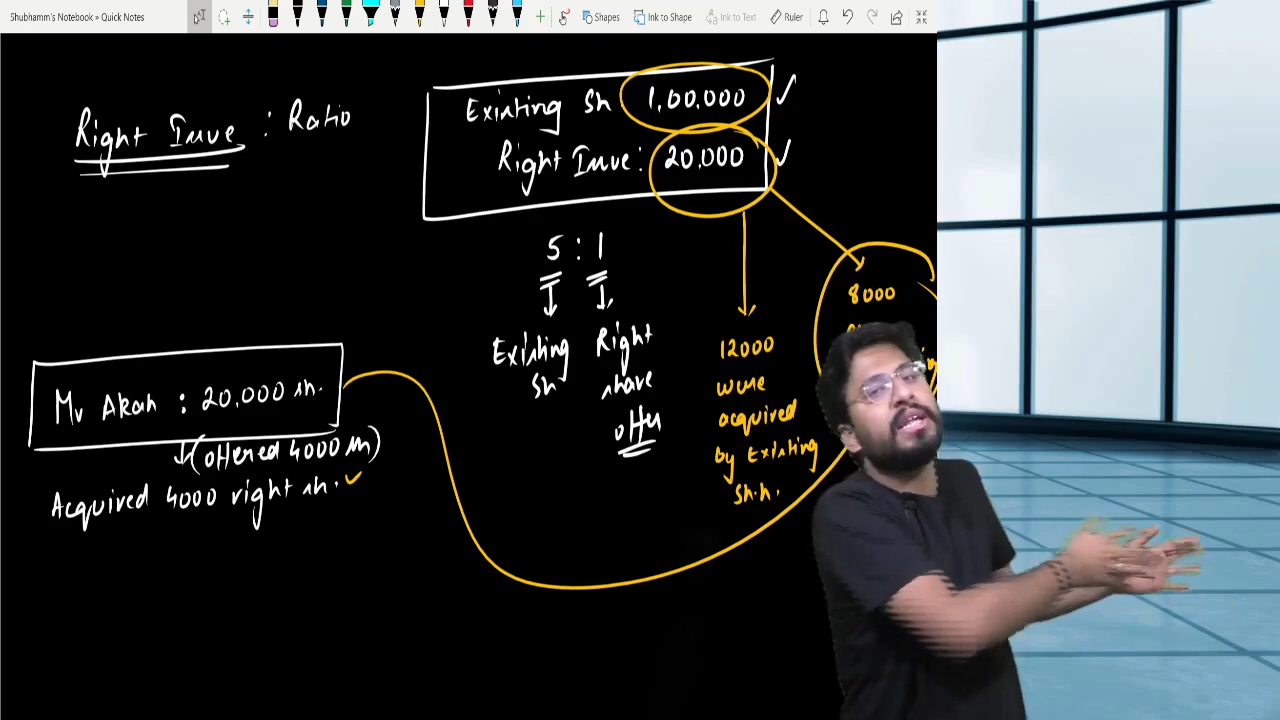 Shubhamm's Notebook » Quick Notes
Shapes
Ink to Shape
Ink to Text
Ruler
Right Issue : Ratio
Existing Sh 1,00,000 ✓
Right Issue: 20,000 ✓
5 : 1
Existing Sh
Right share offer
8000
12000
were
acquired
by Existing
Sh.h.
Mr Akash : 20,000 sh.
(offered 4000 sh)
Acquired 4000 right sh. ✓